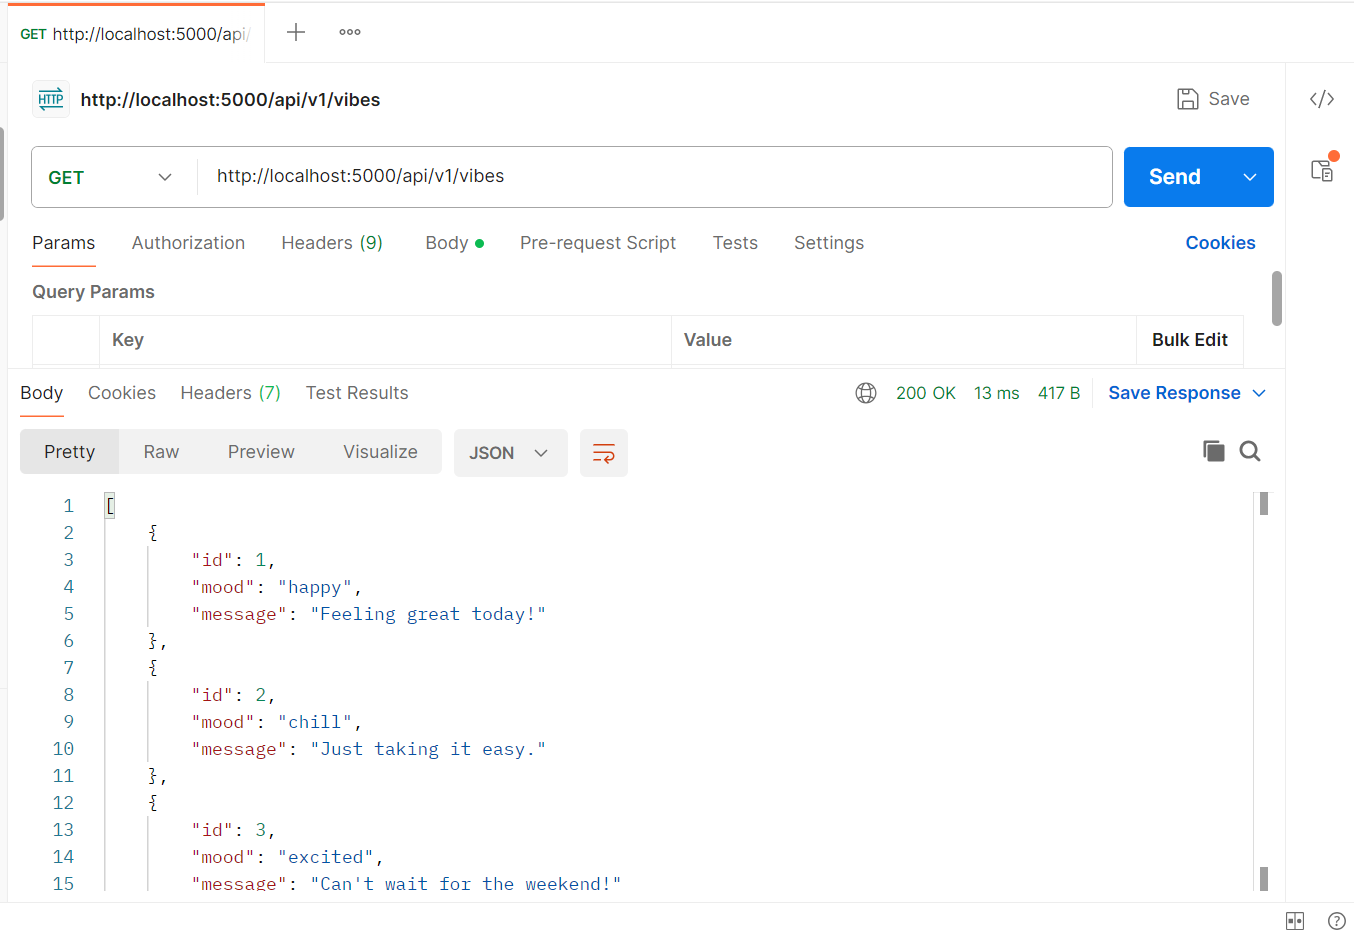 GET http://localhost:5000/api/
HTTP http://localhost:5000/api/v1/vibes Save </>
GET http://localhost:5000/api/v1/vibes Send
Params Authorization Headers (9) Body Pre-request Script Tests Settings Cookies
Query Params
Key Value Bulk Edit
Body Cookies Headers (7) Test Results 200 OK 13 ms 417 B Save Response
Pretty Raw Preview Visualize JSON
1 [
2 {
3 "id": 1,
4 "mood": "happy",
5 "message": "Feeling great today!"
6 },
7 {
8 "id": 2,
9 "mood": "chill",
10 "message": "Just taking it easy."
11 },
12 {
13 "id": 3,
14 "mood": "excited",
15 "message": "Can't wait for the weekend!"